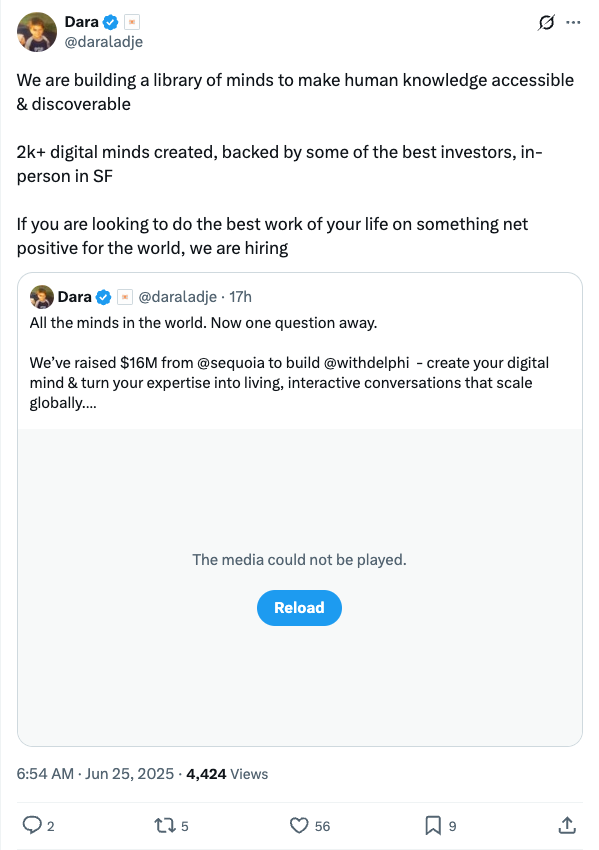 Dara
@daraladje
We are building a library of minds to make human knowledge accessible
& discoverable
2k+ digital minds created, backed by some of the best investors, in-
person in SF
If you are looking to do the best work of your life on something net
positive for the world, we are hiring
Dara @daraladje · 17h
All the minds in the world. Now one question away.
We’ve raised $16M from @sequoia to build @withdelphi - create your digital
mind & turn your expertise into living, interactive conversations that scale
globally....
The media could not be played.
Reload
6:54 AM · Jun 25, 2025 · 4,424 Views
2 5 56 9